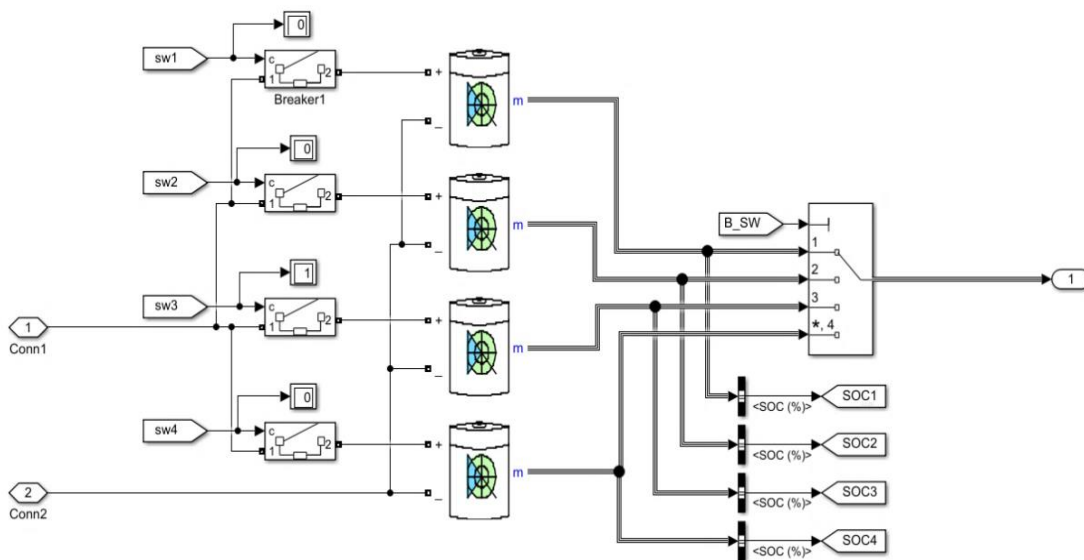 0
sw1
c
1
2
Breaker1
+
_
m
0
sw2
c
1
2
+
_
m
B_SW
1
2
3
*, 4
1
1
sw3
c
1
2
+
_
m
1
Conn1
0
sw4
c
1
2
+
_
m
2
Conn2
<SOC (%)>
SOC1
<SOC (%)>
SOC2
<SOC (%)>
SOC3
<SOC (%)>
SOC4